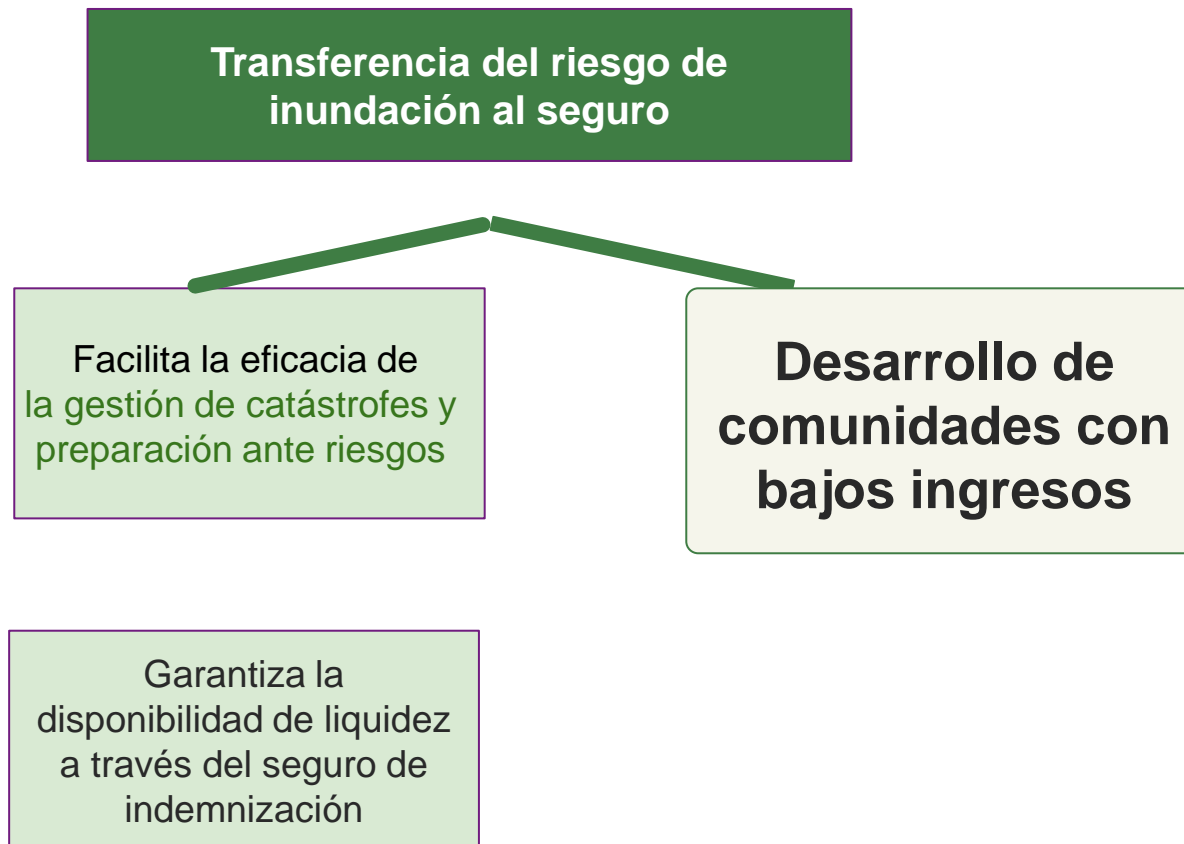 Transferencia del riesgo de
inundación al seguro
Facilita la eficacia de
la gestión de catástrofes y
preparación ante riesgos
Desarrollo de
comunidades con
bajos ingresos
Garantiza la
disponibilidad de liquidez
a través del seguro de
indemnización